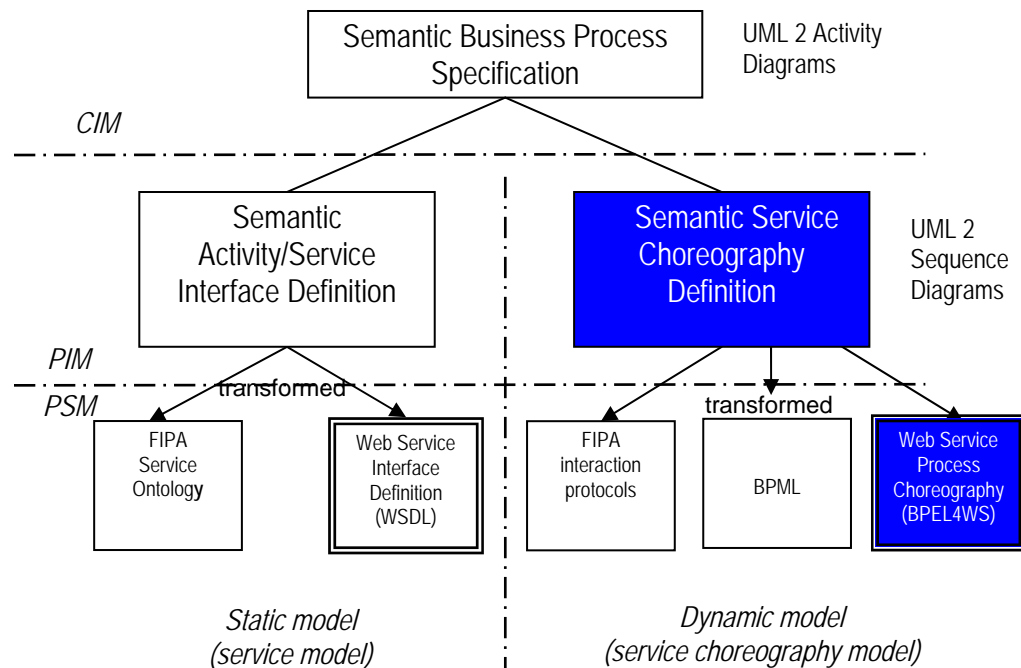 Semantic Business Process
Specification
UML 2 Activity
Diagrams
CIM
Semantic
Activity/Service
Interface Definition
Semantic Service
Choreography
Definition
UML 2
Sequence
Diagrams
PIM
transformed
PSM
transformed
FIPA
Service
Ontology
Web Service
Interface
Definition
(WSDL)
FIPA
interaction
protocols
BPML
Web Service
Process
Choreography
(BPEL4WS)
Static model
(service model)
Dynamic model
(service choreography model)